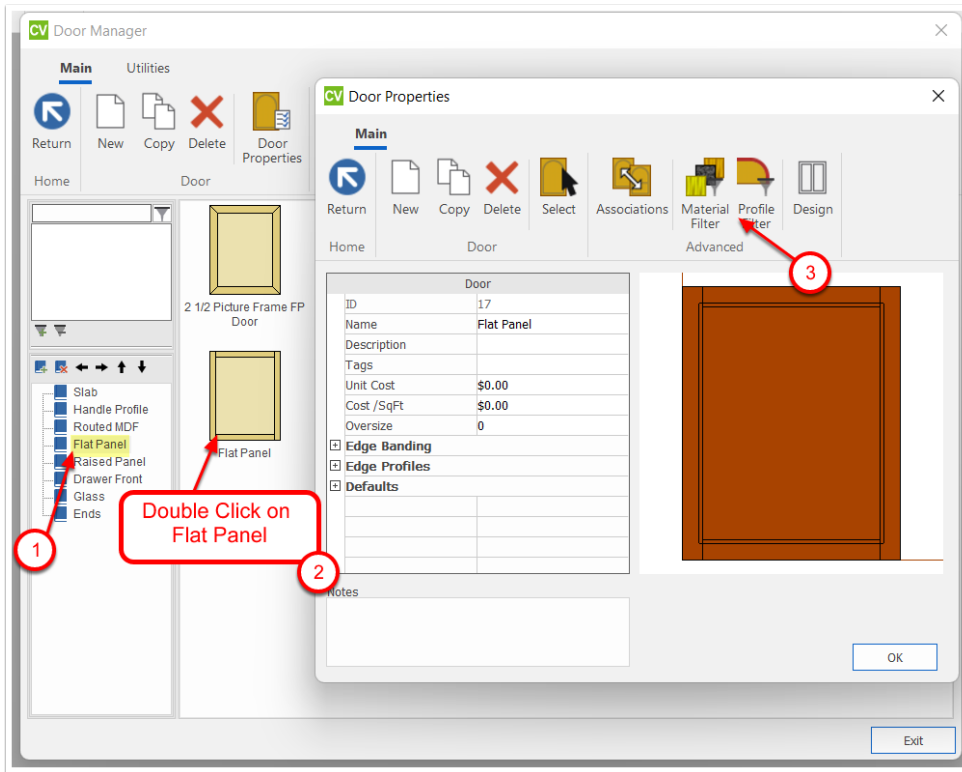 CV Door Manager
Main Utilities
Return New Copy Delete Door Properties
Home Door
2 1/2 Picture Frame FP Door
Flat Panel
Slab
Handle Profile
Routed MDF
Flat Panel
Raised Panel
Drawer Front
Glass
Ends
1
Double Click on
Flat Panel
2
CV Door Properties
Main
Return New Copy Delete Select Associations Material Filter Profile Filter Design
Home Door Advanced
3
Door
ID 17
Name Flat Panel
Description
Tags
Unit Cost $0.00
Cost /SqFt $0.00
Oversize 0
Edge Banding
Edge Profiles
Defaults
Notes
OK
Exit